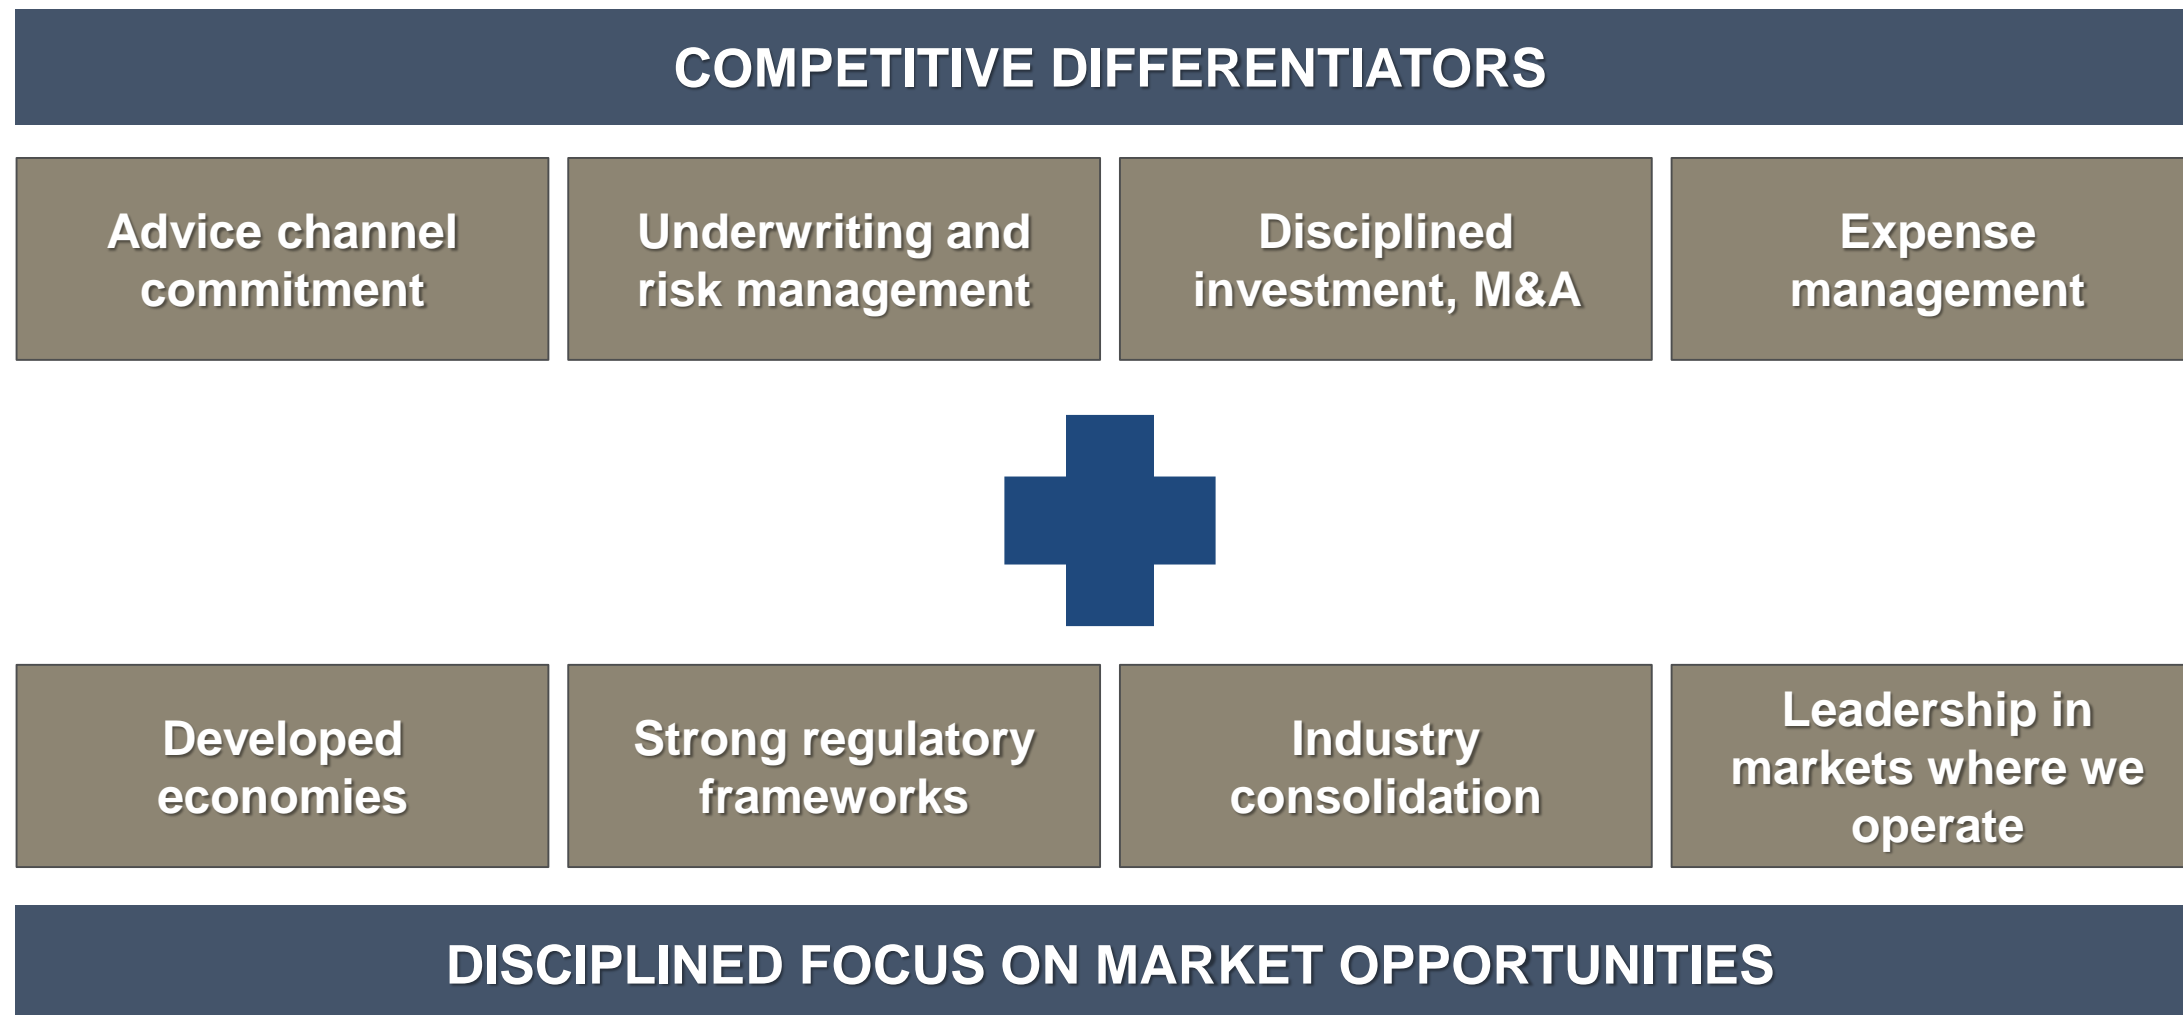 COMPETITIVE DIFFERENTIATORS
Advice channel
commitment
Underwriting and
risk management
Disciplined
investment, M&A
Expense
management
Developed
economies
Strong regulatory
frameworks
Industry
consolidation
Leadership in
markets where we
operate
DISCIPLINED FOCUS ON MARKET OPPORTUNITIES